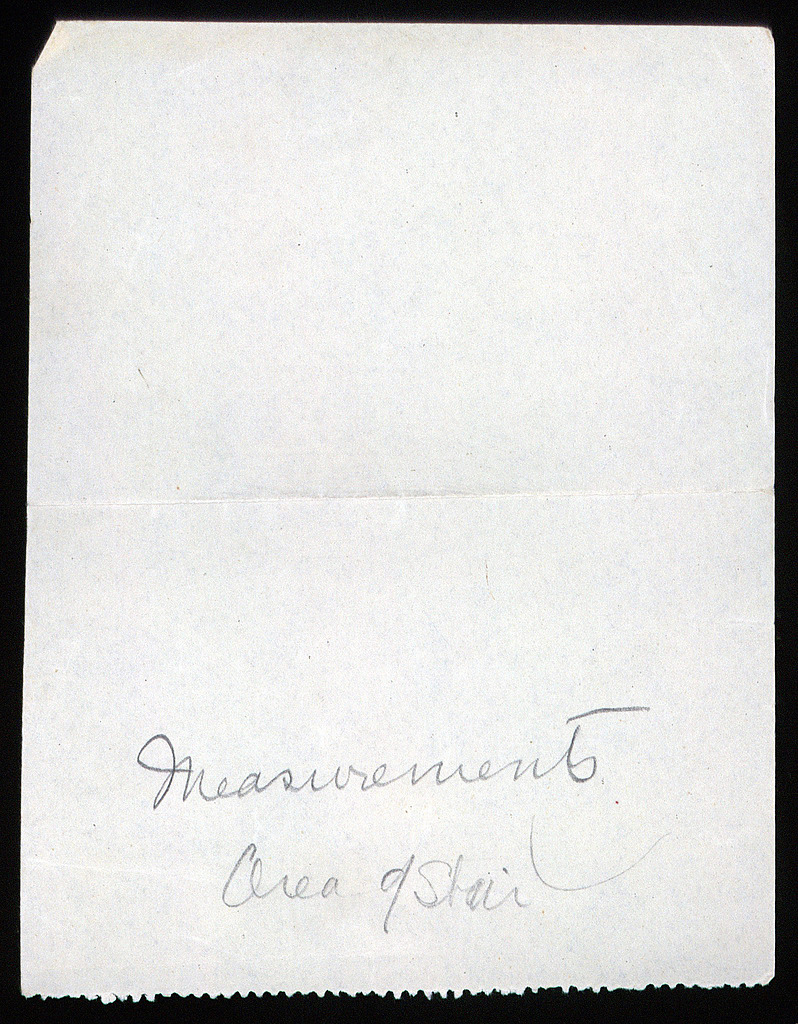 Measurements
Area of Stair